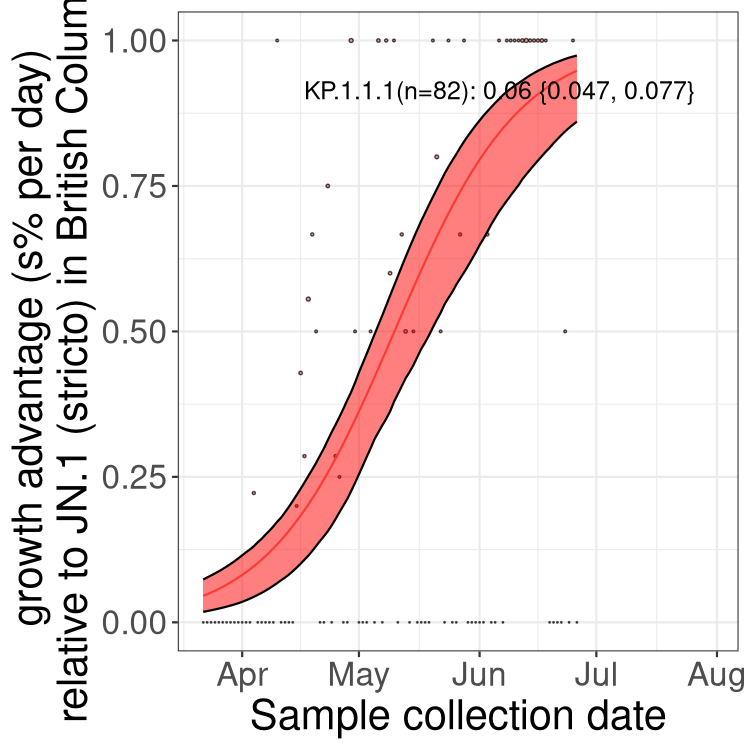 growth advantage (s% per day)
relative to JN.1 (stricto) in British Colum
1.00
0.75
0.50
0.25
0.00
KP.1.1.1(n=82): 0.06 {0.047, 0.077}
Apr May Jun Jul Aug
Sample collection date